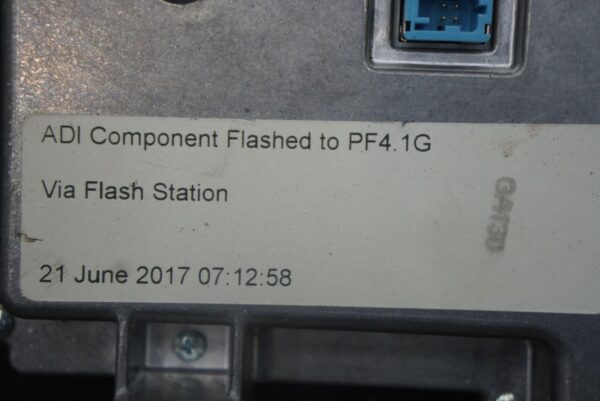 ADI Component Flashed to PF4.1G
Via Flash Station
21 June 2017 07:12:58